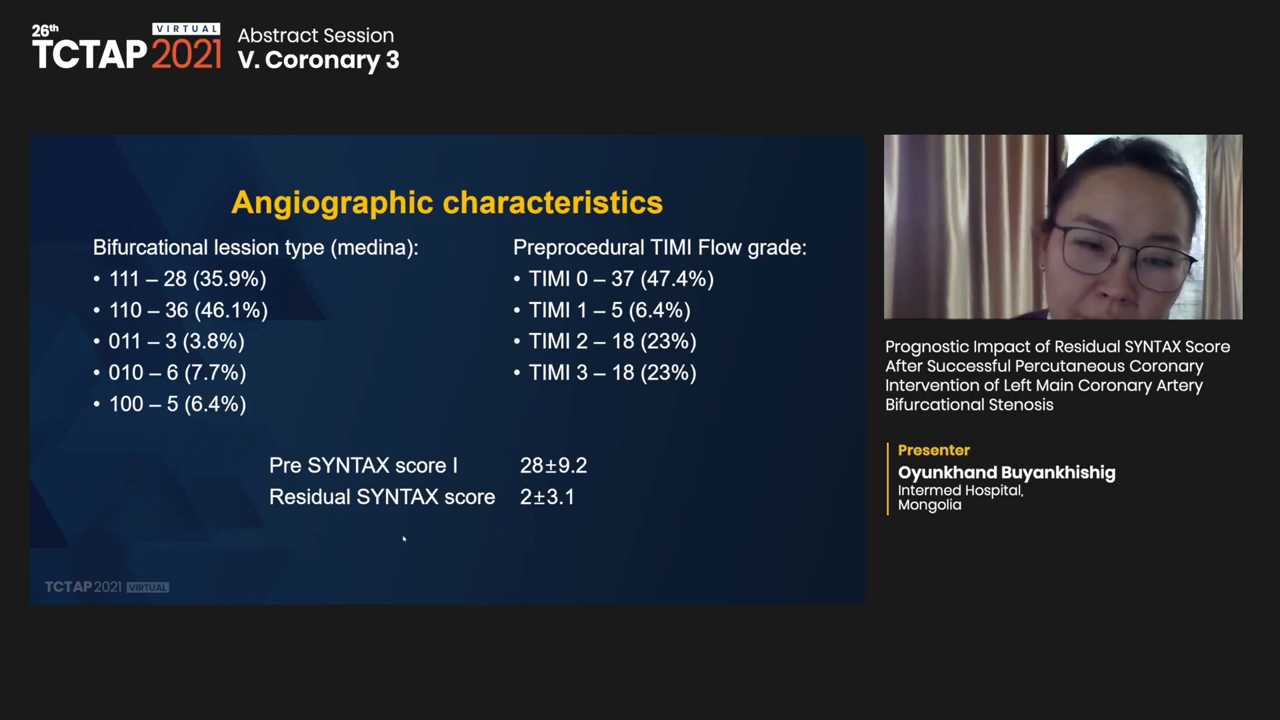 26th
TCTAP 2021
VIRTUAL
Abstract Session
V. Coronary 3
Angiographic characteristics
Bifurcational lession type (medina):
• 111 – 28 (35.9%)
• 110 – 36 (46.1%)
• 011 – 3 (3.8%)
• 010 – 6 (7.7%)
• 100 – 5 (6.4%)
Preprocedural TIMI Flow grade:
• TIMI 0 – 37 (47.4%)
• TIMI 1 – 5 (6.4%)
• TIMI 2 – 18 (23%)
• TIMI 3 – 18 (23%)
Pre SYNTAX score I 28±9.2
Residual SYNTAX score 2±3.1
TCTAP 2021 VIRTUAL
Prognostic Impact of Residual SYNTAX Score
After Successful Percutaneous Coronary
Intervention of Left Main Coronary Artery
Bifurcational Stenosis
Presenter
Oyunkhand Buyankhishig
Intermed Hospital,
Mongolia